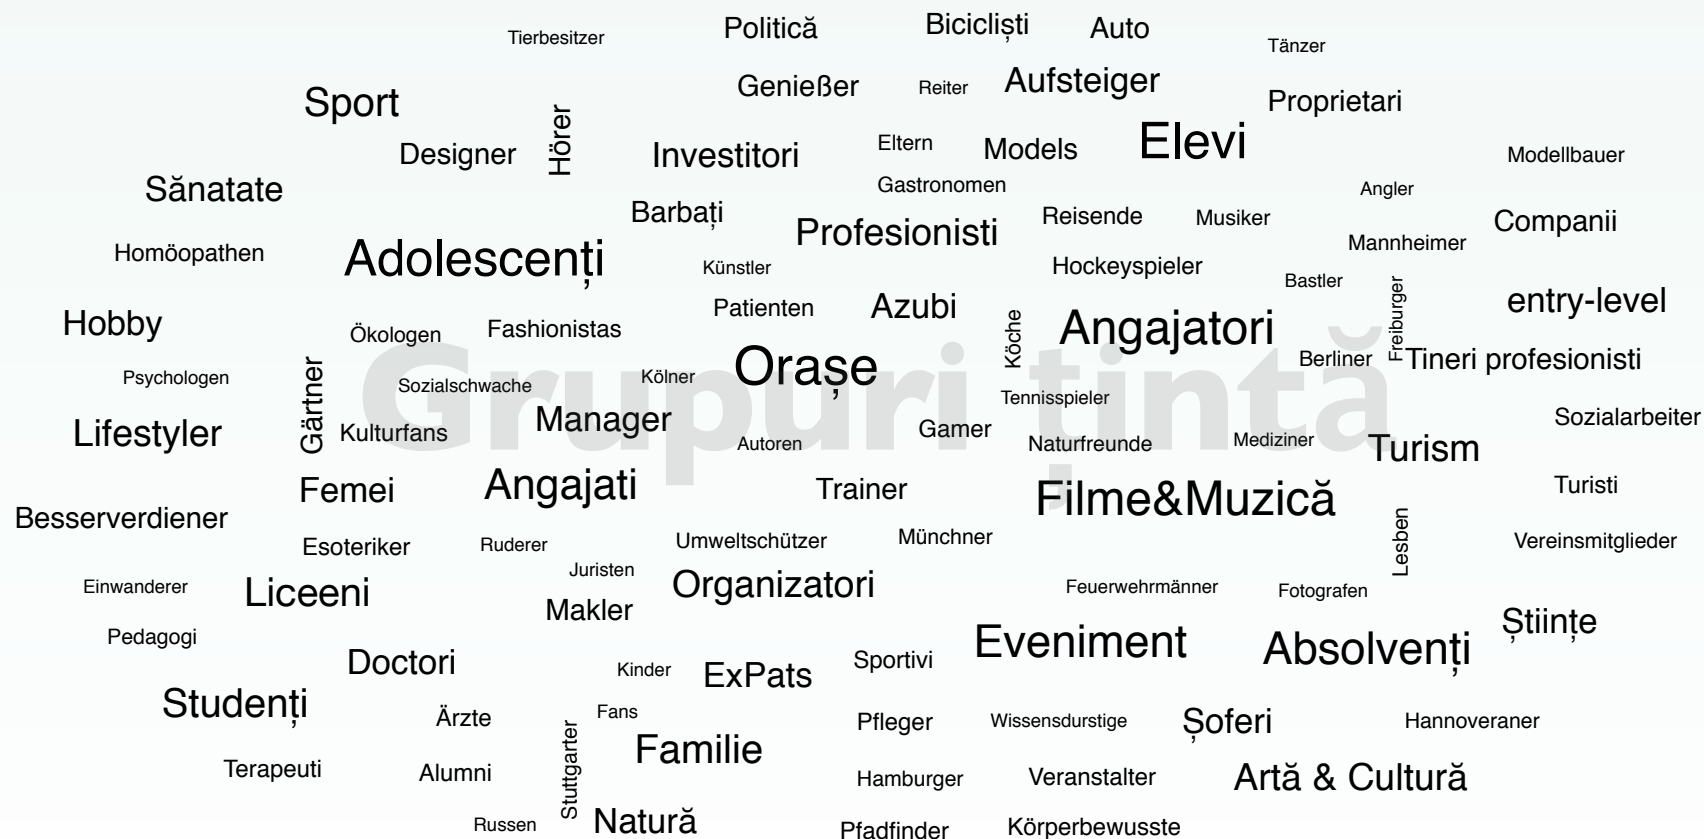 Politică Bicicliști Auto
Tierbesitzer Tänzer
Genießer Reiter Aufsteiger
Sport Proprietari
Hörer
Designer Investitori Eltern Models Elevi Modellbauer
Sănatate Gastronomen Angler
Barbați Profesionisti Reisende Musiker Companii
Homöopathen Adolescenți Künstler Hockeyspieler Mannheimer
Bastler
Hobby Patienten Azubi entry-level
Ökologen Fashionistas Köche Angajatori Freiburger
Orașe Berliner Tineri profesionisti
Grupuri țintă
Psychologen Sozialschwache Kölner
Gärtner Tennisspieler
Lifestyler Kulturfans Manager Autoren Gamer Naturfreunde Mediziner Turism Sozialarbeiter
Femei Angajati Trainer Filme&Muzică Turisti
Besserverdiener
Esoteriker Ruderer Umweltschützer Münchner Lesben Vereinsmitglieder
Juristen
Einwanderer Liceeni Organizatori Feuerwehrmänner Fotografen
Makler Științe
Pedagogi Eveniment Absolvenți
Doctori Kinder ExPats Sportivi
Studenți Ärzte Fans Pfleger Wissensdurstige Șoferi Hannoveraner
Familie
Terapeuti Alumni Stuttgarter Hamburger Veranstalter Artă & Cultură
Russen Natură Pfadfinder Körperbewusste